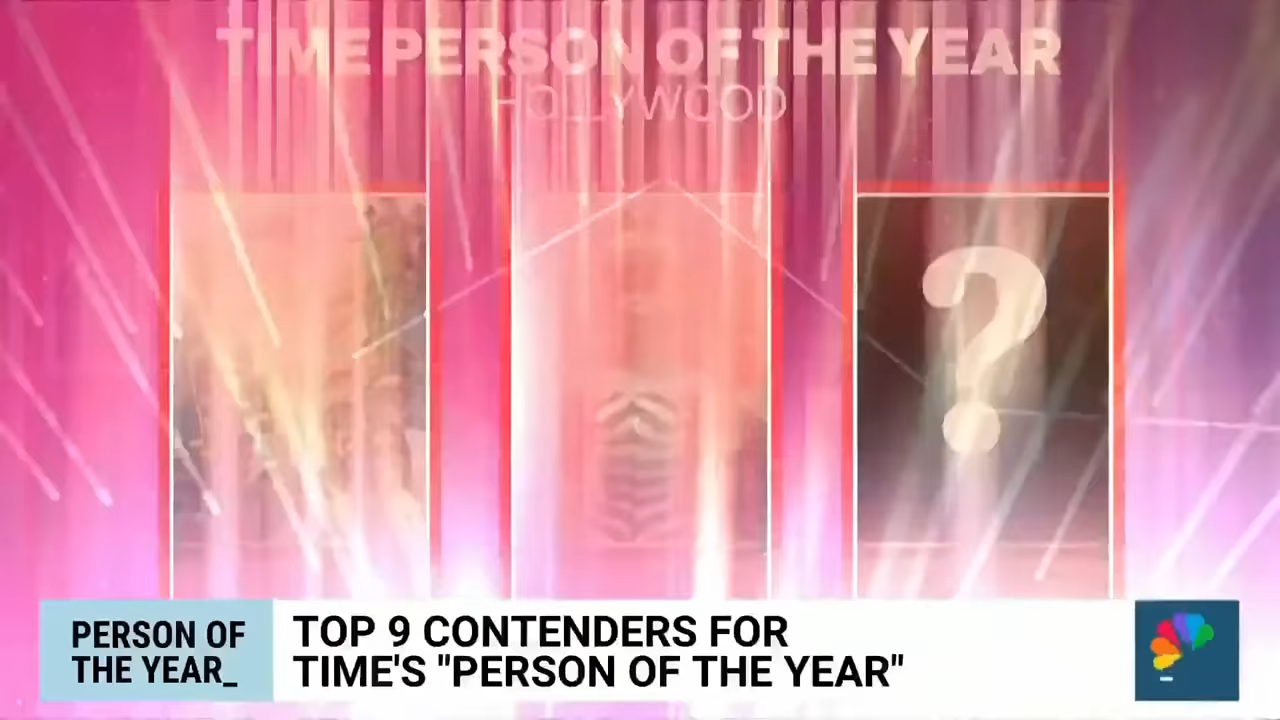 TIME PERSON OF THE YEAR
HOLLYWOOD
?
PERSON OF
THE YEAR_
TOP 9 CONTENDERS FOR
TIME'S "PERSON OF THE YEAR"